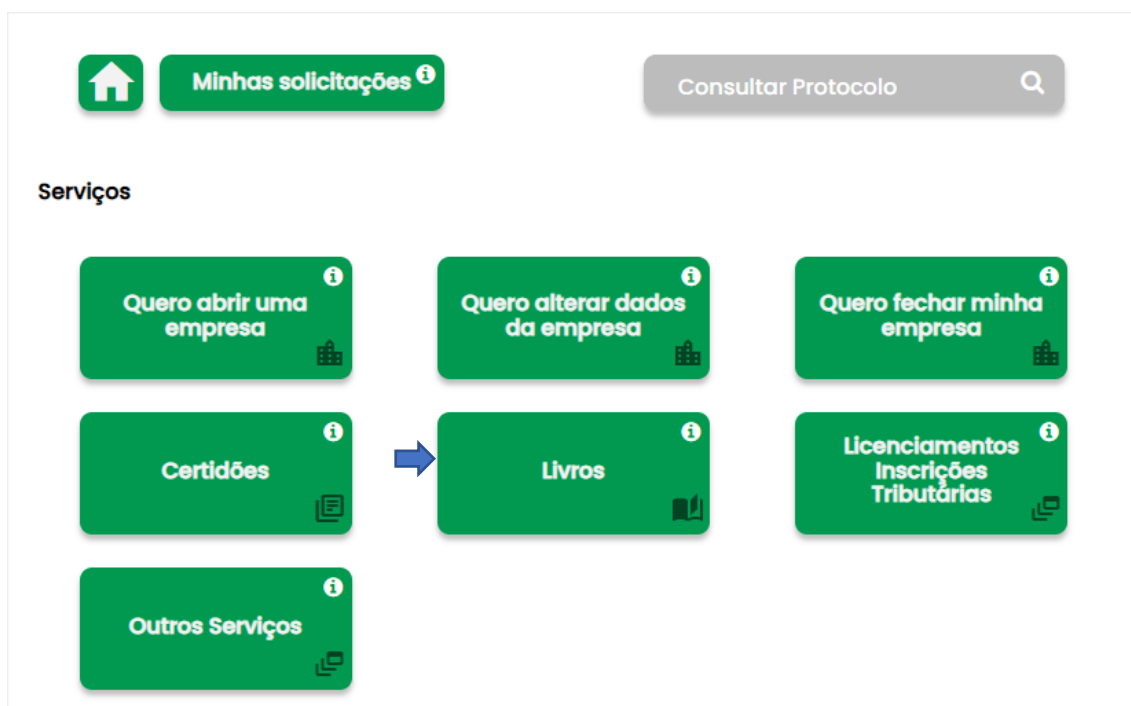 Minhas solicitações
Consultar Protocolo
Serviços
Quero abrir uma
empresa
Quero alterar dados
da empresa
Quero fechar minha
empresa
Certidões
Livros
Licenciamentos
Inscrições
Tributárias
Outros Serviços